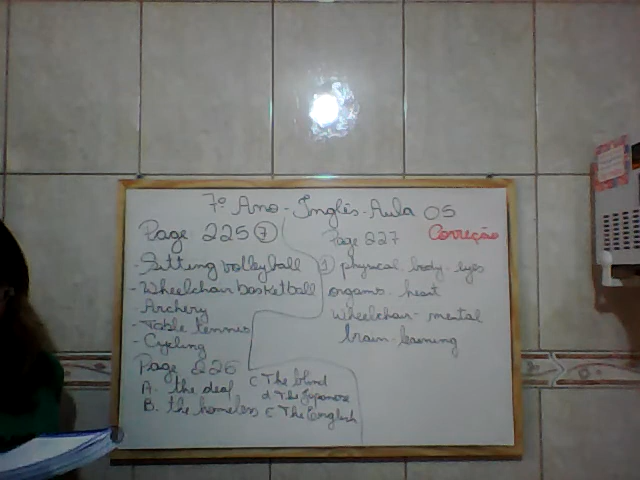 7º Ano - Inglês - Aula 05
Correção
Page 225 7
- Sitting volleyball
- Wheelchair basketball
Archery
- Table tennis
- Cycling
Page 226
A. the deaf
B. the homeless
C The blind
d The Japanese
E The English
Page 227
1 physical. body. eyes
organs. heart
wheelchair - mental
brain. learning